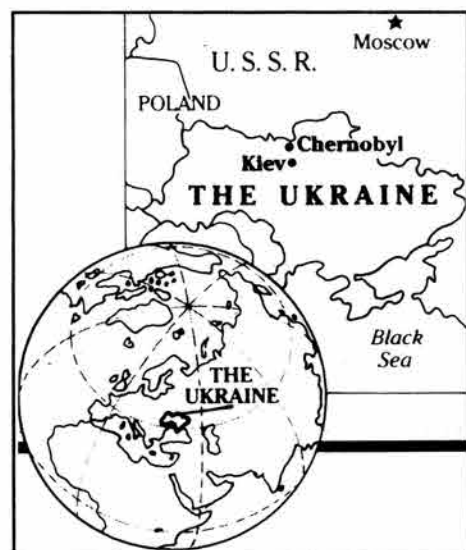 Moscow
U.S.S.R.
POLAND
Chernobyl
Kiev
THE UKRAINE
Black
Sea
THE
UKRAINE